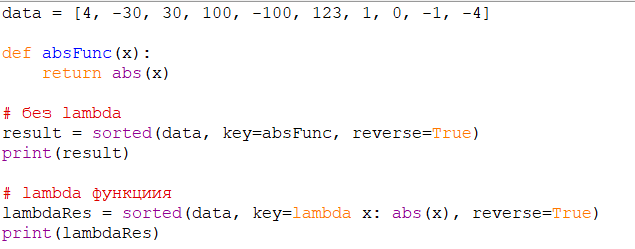 data = [4, -30, 30, 100, -100, 123, 1, 0, -1, -4]
def absFunc(x):
    return abs(x)
# без lambda
result = sorted(data, key=absFunc, reverse=True)
print(result)
# lambda функциия
lambdaRes = sorted(data, key=lambda x: abs(x), reverse=True)
print(lambdaRes)